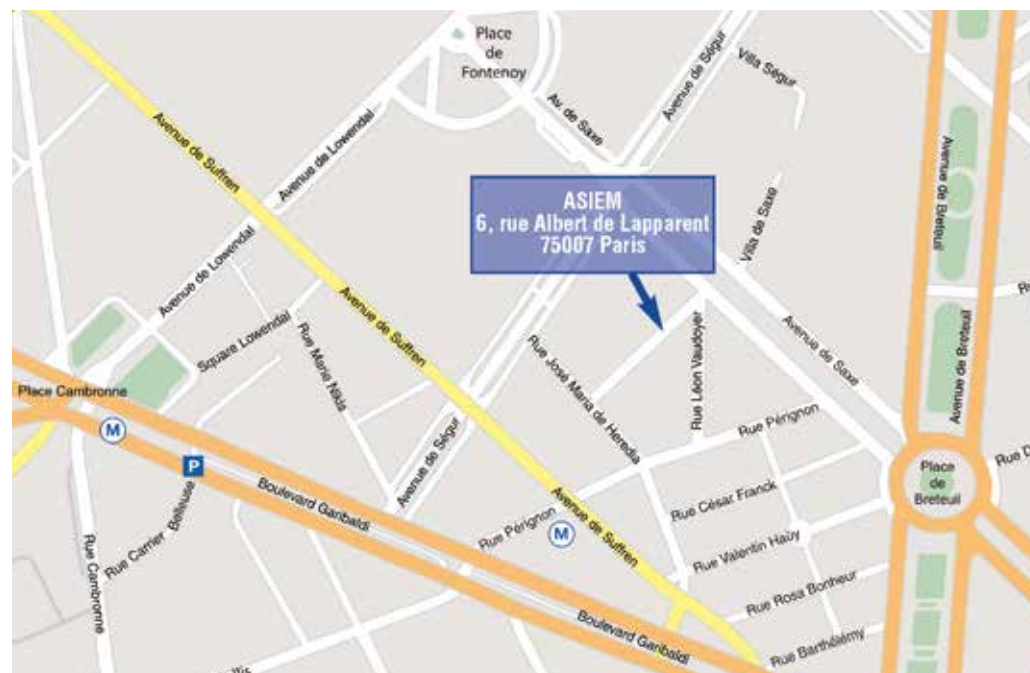 Place
de
Fontenoy
Avenue de Ségur
Villa Ségur
Av. de Saxe
Avenue de Suffren
Avenue de Lowendal
Avenue de Breteuil
ASIEM
6, rue Albert de Lapparent
75007 Paris
Villa de Saxe
Avenue de Lowendal
Avenue de Suffren
Square Lowendal
Rue Mario Nikis
Rue José Maria de Heredia
Rue Léon Vaudoyer
Avenue de Saxe
Avenue de Breteuil
Place Cambronne
M
P
Avenue de Ségur
Rue Pérignon
Place
de
Breteuil
Rue D
Boulevard Garibaldi
Rue César Franck
Avenue de Suffren
Rue Pérignon
M
Rue Valentin Haüy
Rue Cambronne
Rue Carrier Belleuse
Rue Rosa Bonheur
Boulevard Garibaldi
Rue Barthélémy